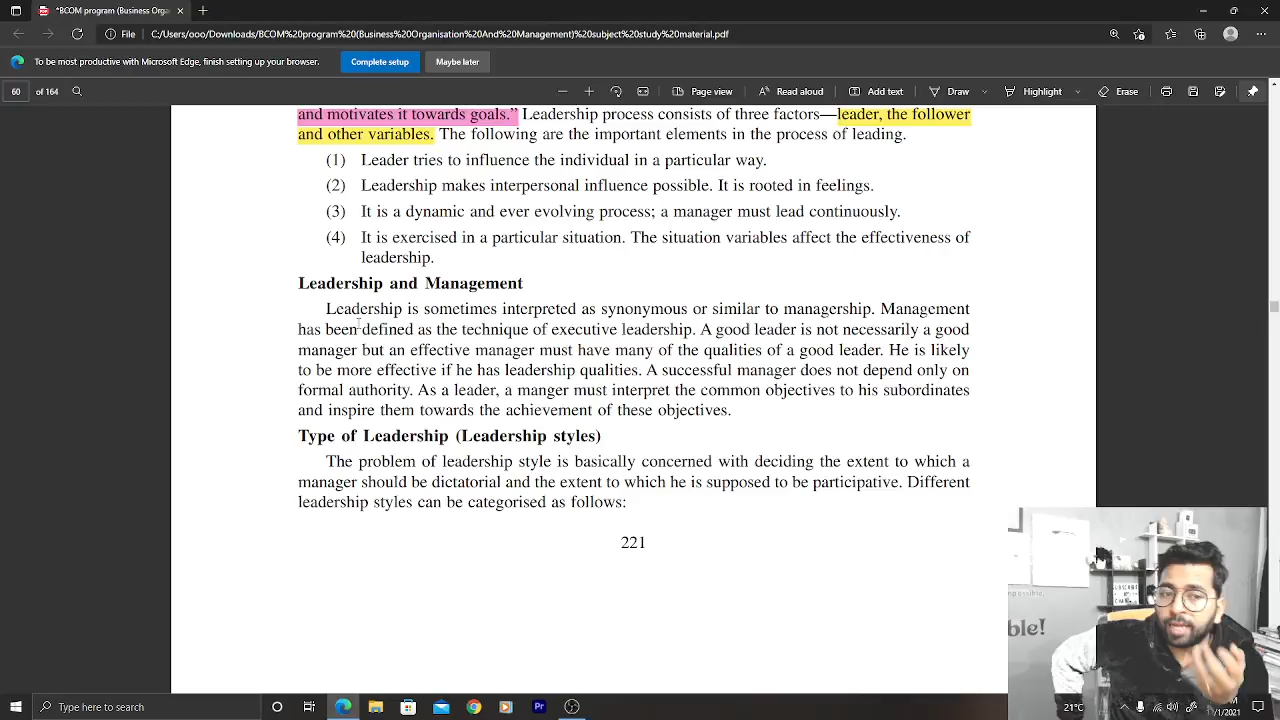 *BCOM program (Business Orga
File C:/Users/ooo/Downloads/BCOM%20program%20(Business%20Organisation%20And%20Management)%20subject%20study%20material.pdf
To be most productive with Microsoft Edge, finish setting up your browser. Complete setup Maybe later
60 of 164 Page view Read aloud Add text Draw Highlight Erase
and motivates it towards goals.” Leadership process consists of three factors—leader, the follower
and other variables. The following are the important elements in the process of leading.
(1) Leader tries to influence the individual in a particular way.
(2) Leadership makes interpersonal influence possible. It is rooted in feelings.
(3) It is a dynamic and ever evolving process; a manager must lead continuously.
(4) It is exercised in a particular situation. The situation variables affect the effectiveness of
leadership.
Leadership and Management
Leadership is sometimes interpreted as synonymous or similar to managership. Management
has been defined as the technique of executive leadership. A good leader is not necessarily a good
manager but an effective manager must have many of the qualities of a good leader. He is likely
to be more effective if he has leadership qualities. A successful manager does not depend only on
formal authority. As a leader, a manger must interpret the common objectives to his subordinates
and inspire them towards the achievement of these objectives.
Type of Leadership (Leadership styles)
The problem of leadership style is basically concerned with deciding the extent to which a
manager should be dictatorial and the extent to which he is supposed to be participative. Different
leadership styles can be categorised as follows:
221
ble!
Type here to search
21°C